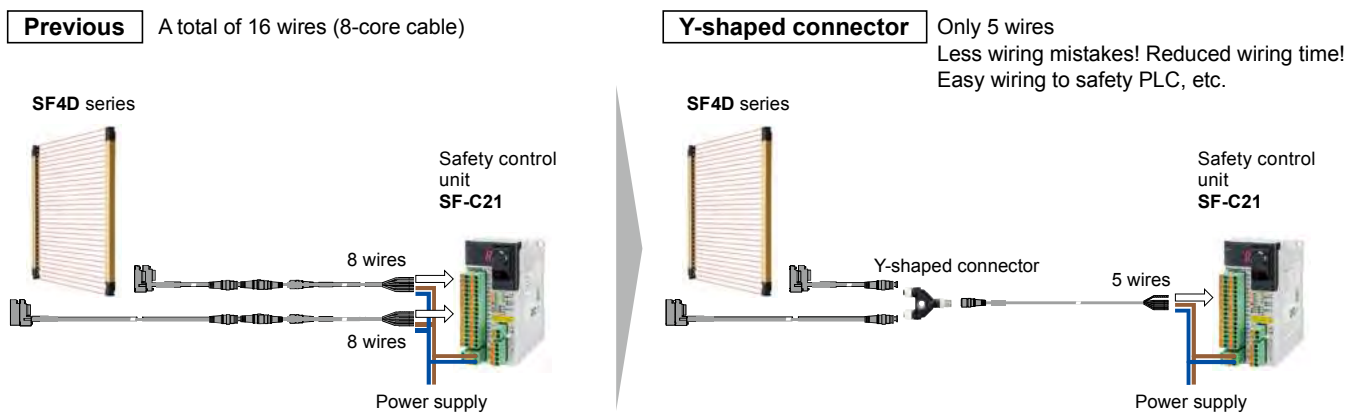 Previous
A total of 16 wires (8-core cable)
SF4D series
Safety control
unit
SF-C21
8 wires
8 wires
Power supply
Y-shaped connector
Only 5 wires
Less wiring mistakes! Reduced wiring time!
Easy wiring to safety PLC, etc.
SF4D series
Safety control
unit
SF-C21
Y-shaped connector
5 wires
Power supply